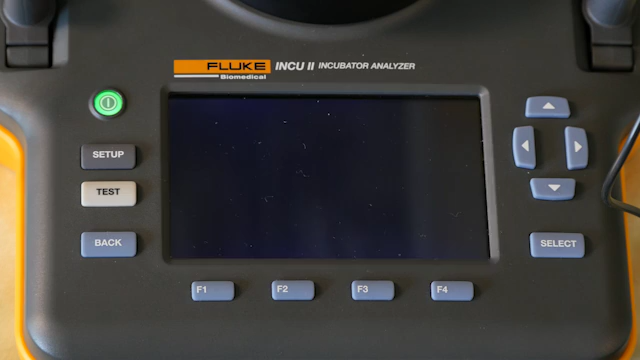 FLUKE INCU II INCUBATOR ANALYZER
Biomedical
SETUP
TEST
BACK
SELECT
F1 F2 F3 F4